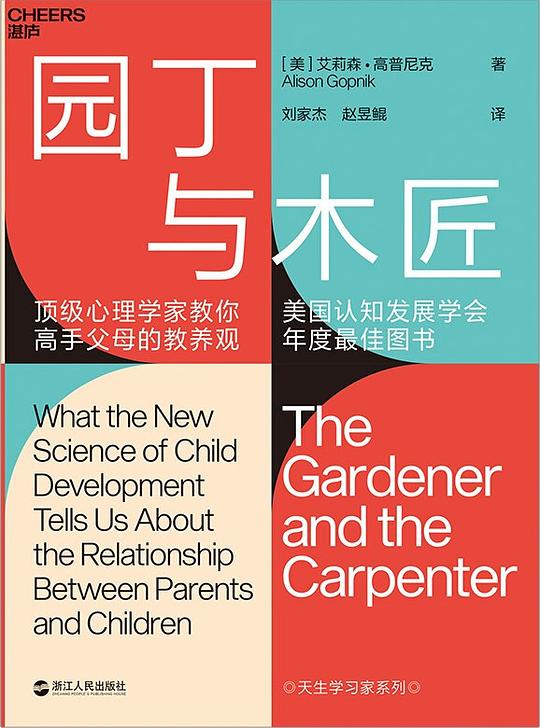 CHEERS
湛庐
园丁
与木匠
[美]艾莉森·高普尼克 著
Alison Gopnik
刘家杰 赵昱鲲 译
顶级心理学家教你
高手父母的教养观
美国认知发展学会
年度最佳图书
What the New
Science of Child
Development
Tells Us About
the Relationship
Between Parents
and Children
The
Gardener
and the
Carpenter
浙江人民出版社
ZHEJIANG PEOPLE'S PUBLISHING HOUSE
◎天生学习家系列◎